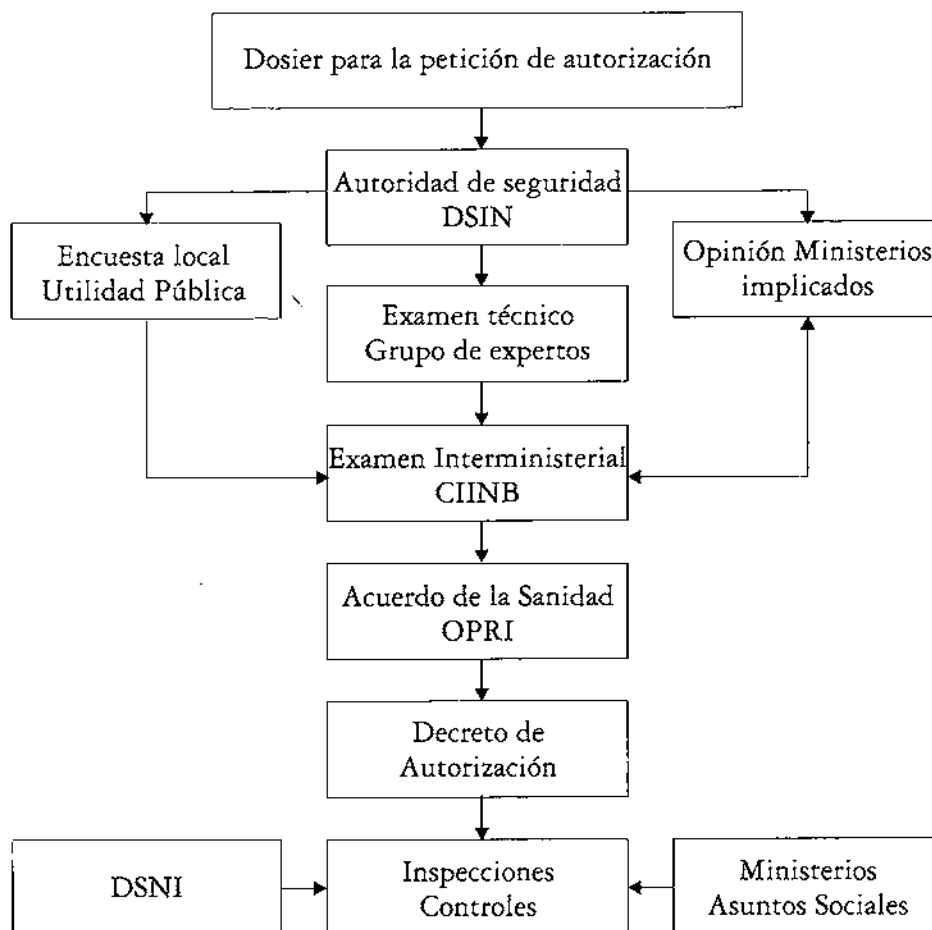 Dosier para la petición de autorización
Autoridad de seguridad
DSIN
Encuesta local
Utilidad Pública
Opinión Ministerios
implicados
Examen técnico
Grupo de expertos
Examen Interministerial
CIINB
Acuerdo de la Sanidad
OPRI
Decreto de
Autorización
DSNI
Inspecciones
Controles
Ministerios
Asuntos Sociales